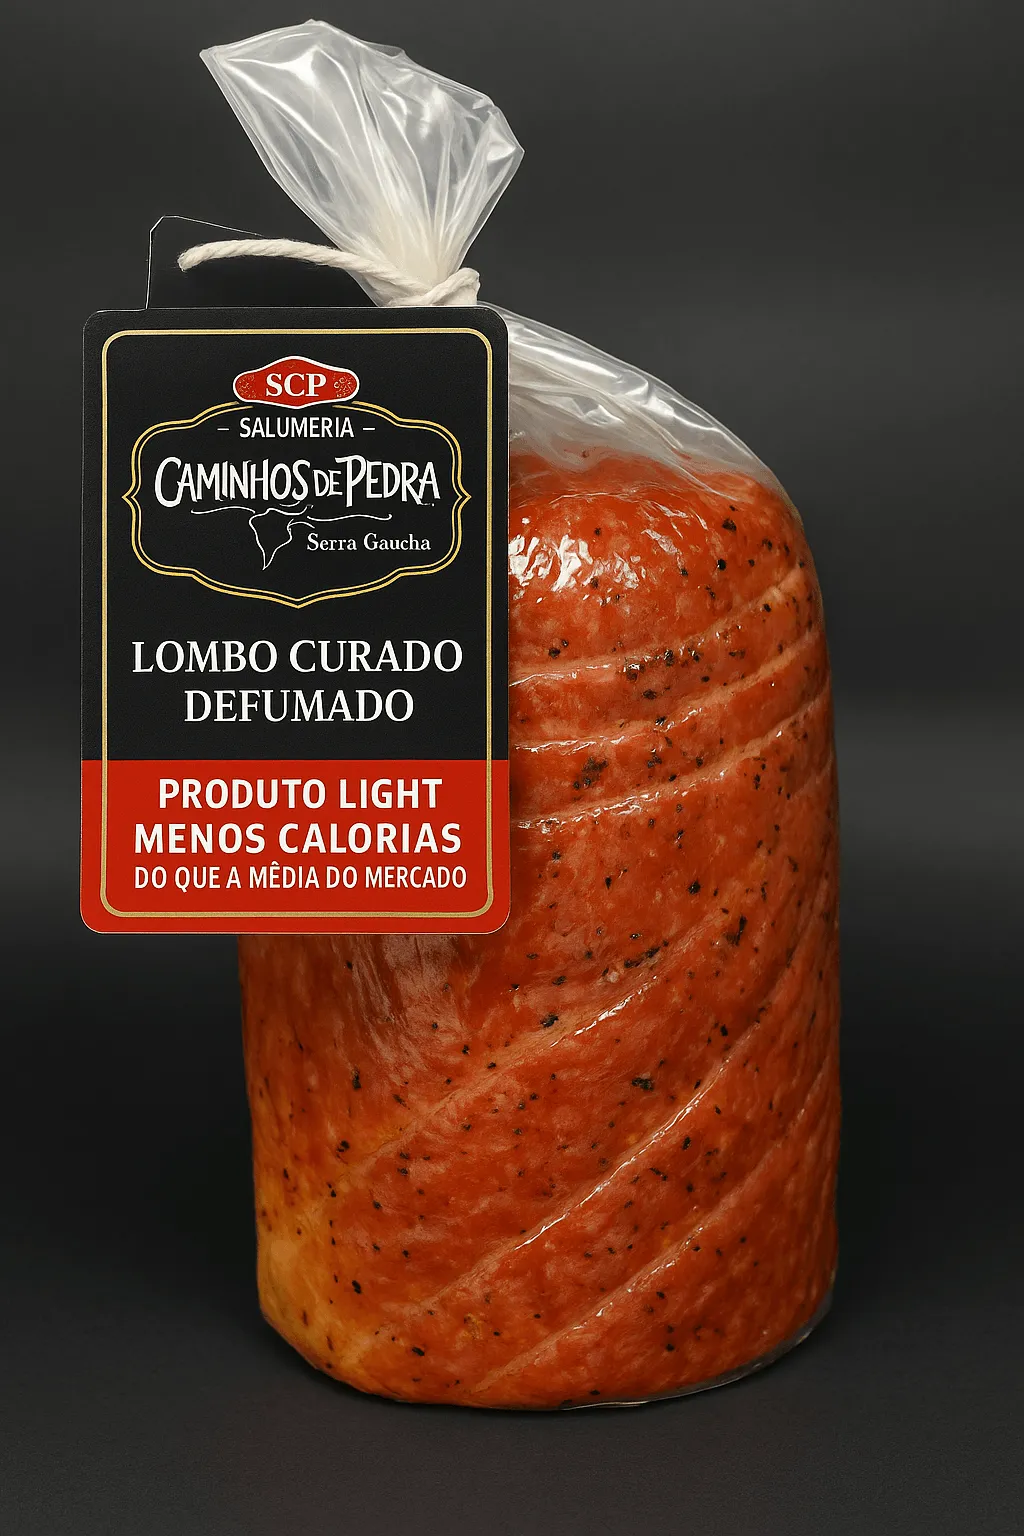 SCP
– SALUMERIA –
CAMINHOS DE PEDRA
Serra Gaucha
LOMBO CURADO
DEFUMADO
PRODUTO LIGHT
MENOS CALORIAS
DO QUE A MÊDIA DO MERCADO